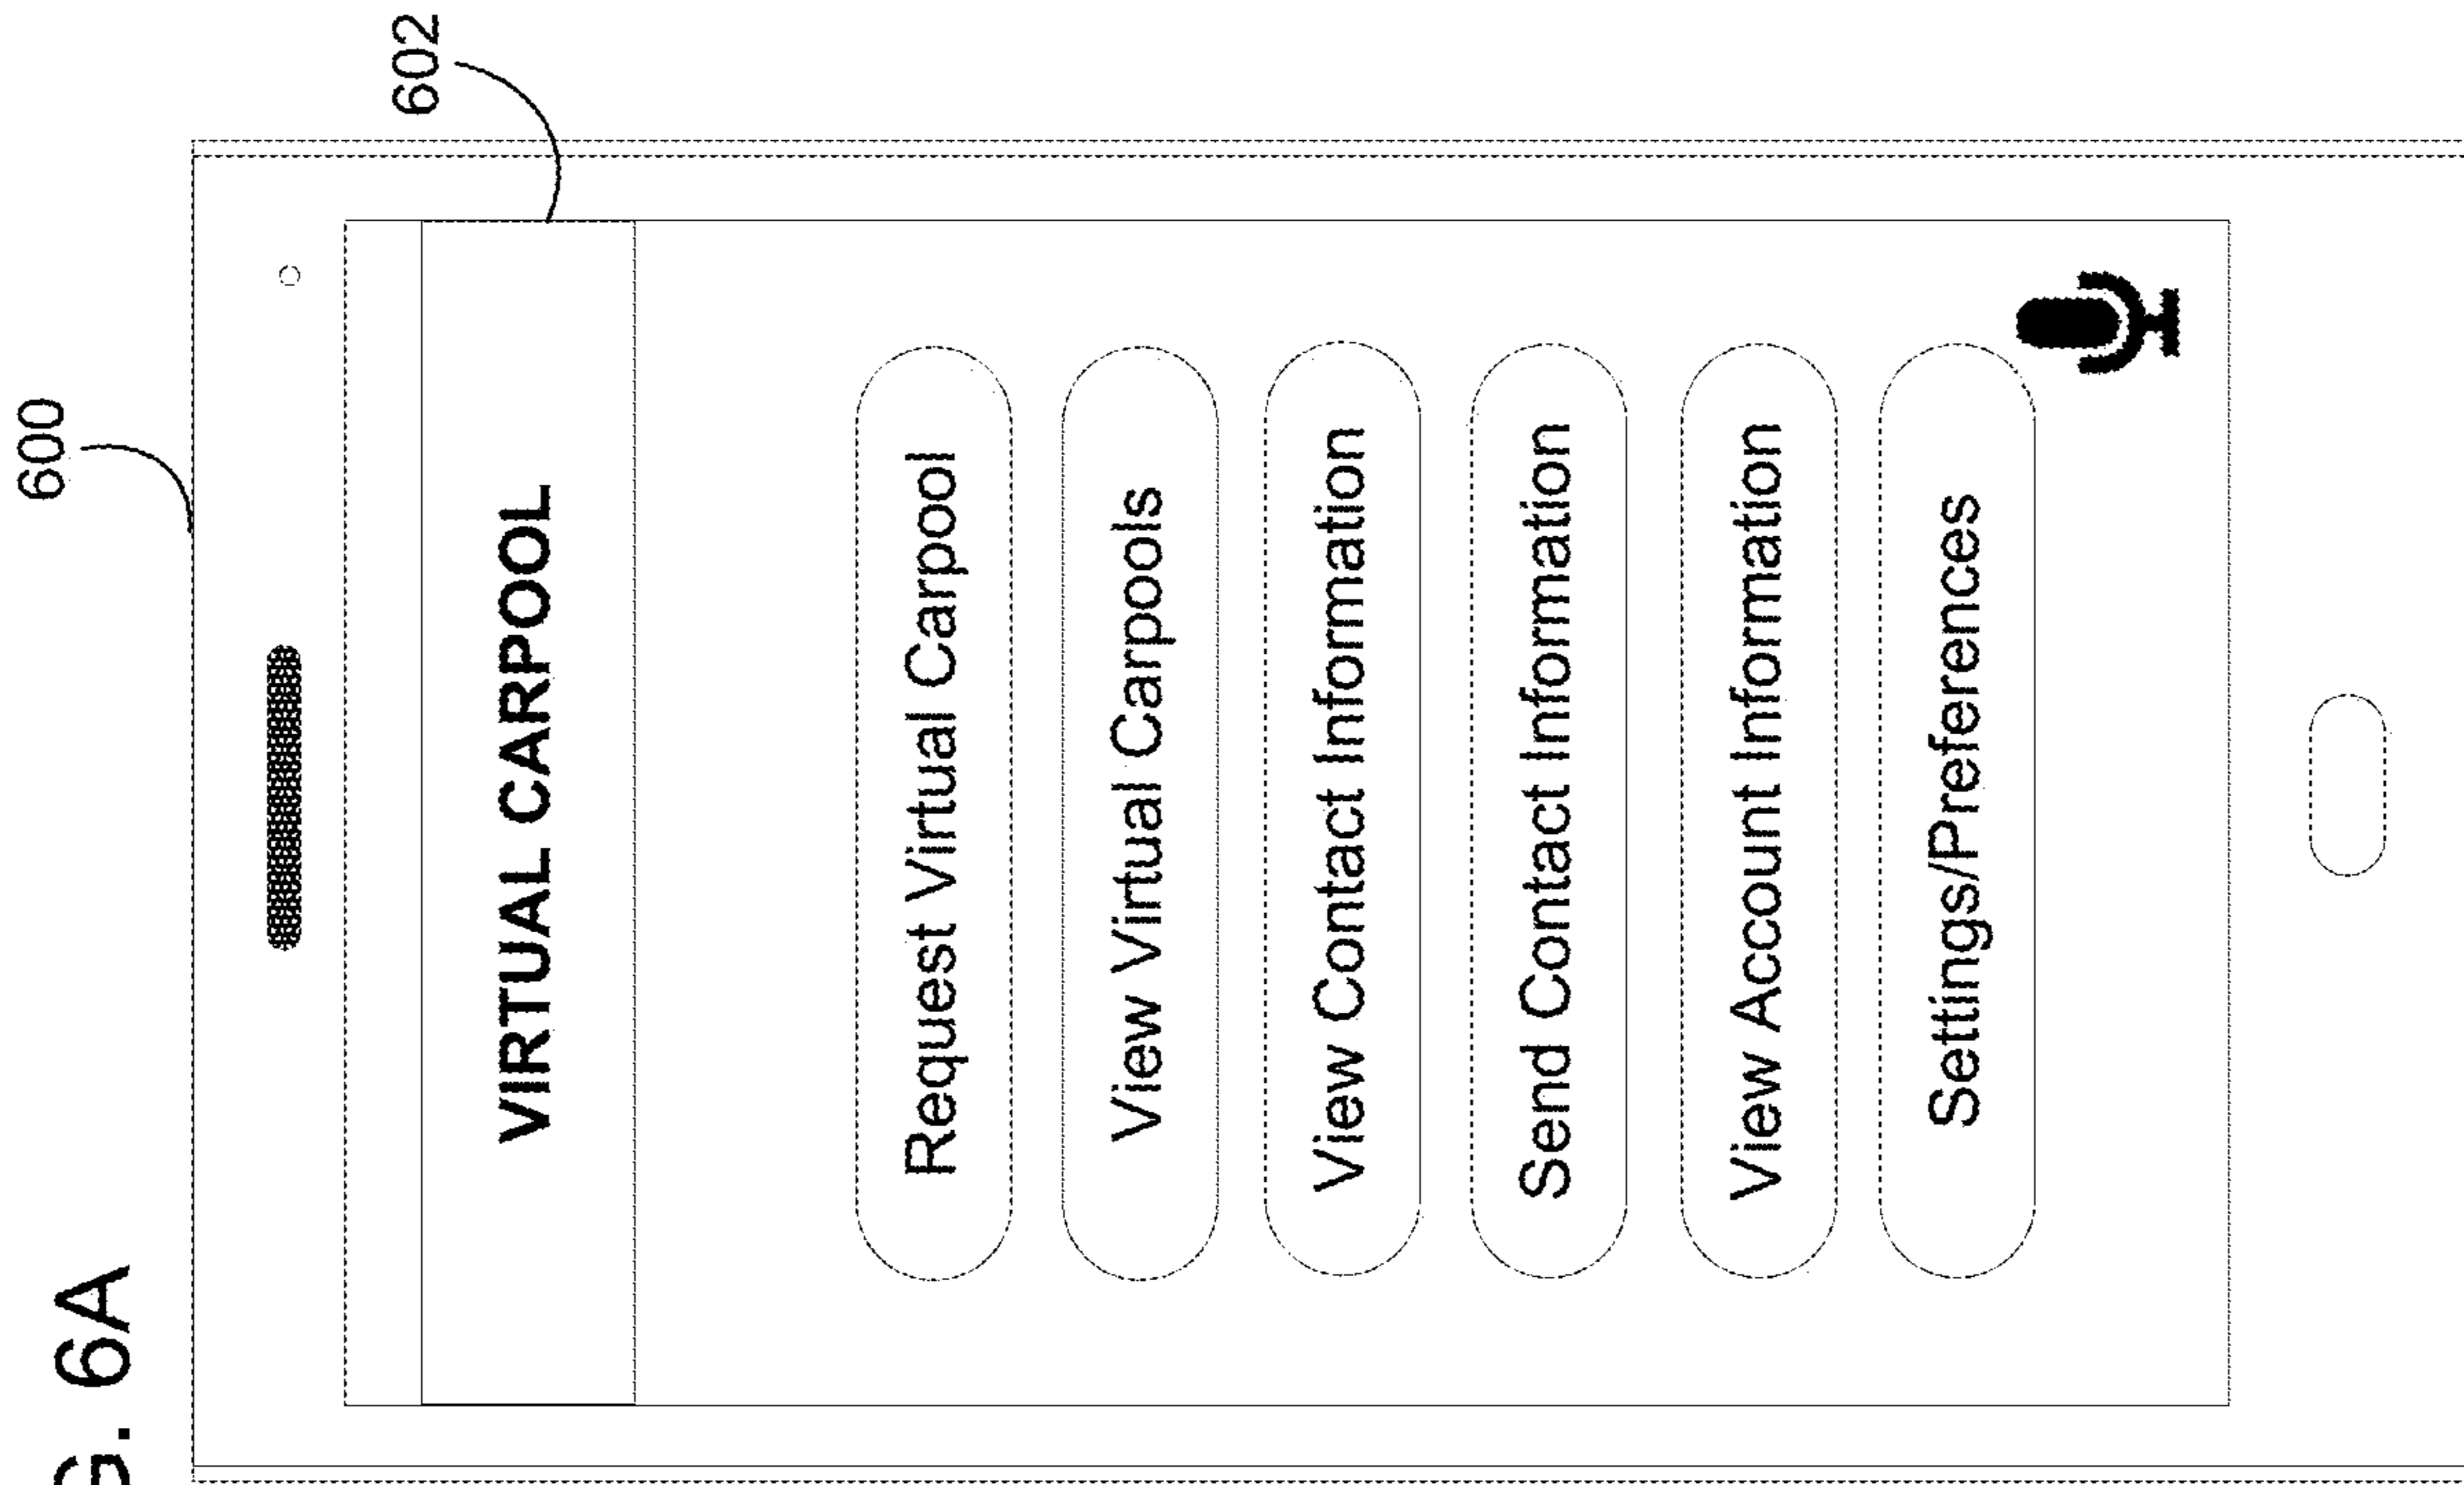 G. 6A
600
602
VIRTUAL CARPOOL
Request Virtual Carpool
View Virtual Carpools
View Contact Information
Send Contact Information
View Account Information
Settings/Preferences